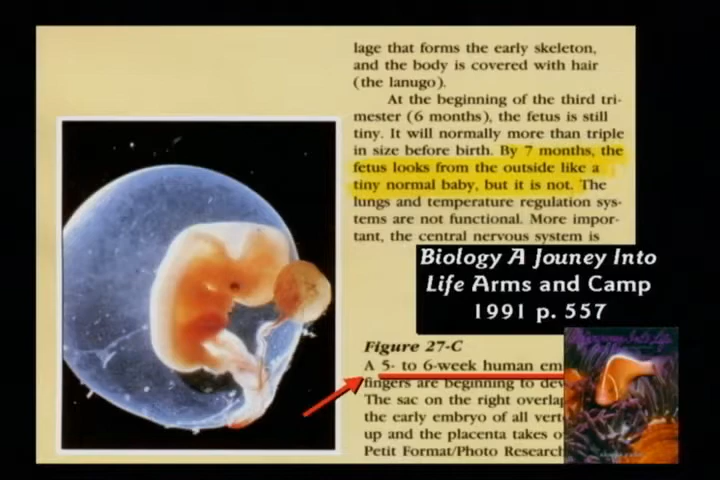 lage that forms the early skeleton,
and the body is covered with hair
(the lanugo).
At the beginning of the third tri-
mester (6 months), the fetus is still
tiny. It will normally more than triple
in size before birth. By 7 months, the
fetus looks from the outside like a
tiny normal baby, but it is not. The
lungs and temperature regulation sys-
tems are not functional. More impor-
tant, the central nervous system is
Biology A Jouney Into
Life Arms and Camp
1991 p. 557
Figure 27-C
A 5- to 6-week human em
fingers are beginning to dev
The sac on the right overlap
the early embryo of all vert
up and the placenta takes o
Petit Format/Photo Research